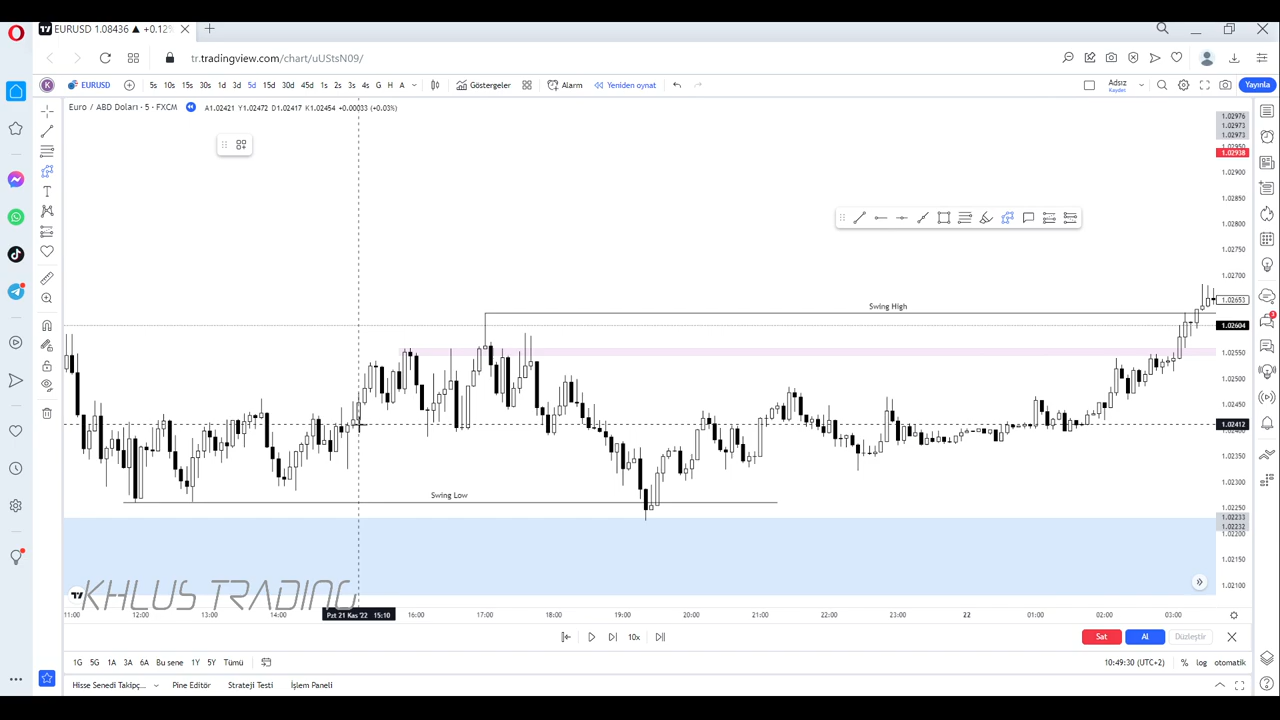 EURUSD 1.08436 ▲ +0.12%
tr.tradingview.com/chart/uUStsN09/
K EURUSD 5s 10s 15s 30s 1d 3d 5d 15d 30d 45d 1s 2s 3s 4s G H A Göstergeler Alarm Yeniden oynat Adsız Kaydet Yayınla
Euro / ABD Doları · 5 · FXCM A1.02421 Y1.02472 D1.02417 K1.02454 +0.00033 (+0.03%)
1.02976
1.02973
1.02973
1.02950
1.02938
1.02900
1.02850
1.02800
1.02750
1.02700
1.02653
Swing High
1.02604
1.02550
1.02500
1.02450
1.02412
1.02400
1.02350
1.02300
Swing Low
1.02250
1.02233
1.02232
1.02200
1.02150
1.02100
KHLUS TRADING
11:00 12:00 13:00 14:00 Pzt 21 Kas '22 15:10 16:00 17:00 18:00 19:00 20:00 21:00 22:00 23:00 22 01:00 02:00 03:00
10x Sat Al Düzleştir
1G 5G 1A 3A 6A Bu sene 1Y 5Y Tümü 10:49:30 (UTC+2) % log otomatik
Hisse Senedi Takipç... Pine Editör Strateji Testi İşlem Paneli